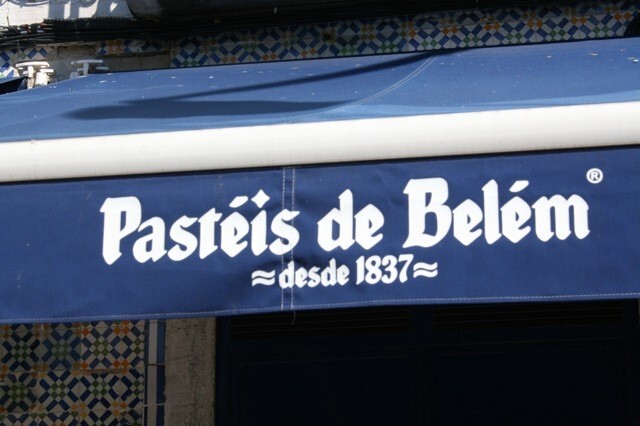 Pastéis de Belém®
≈desde 1837≈